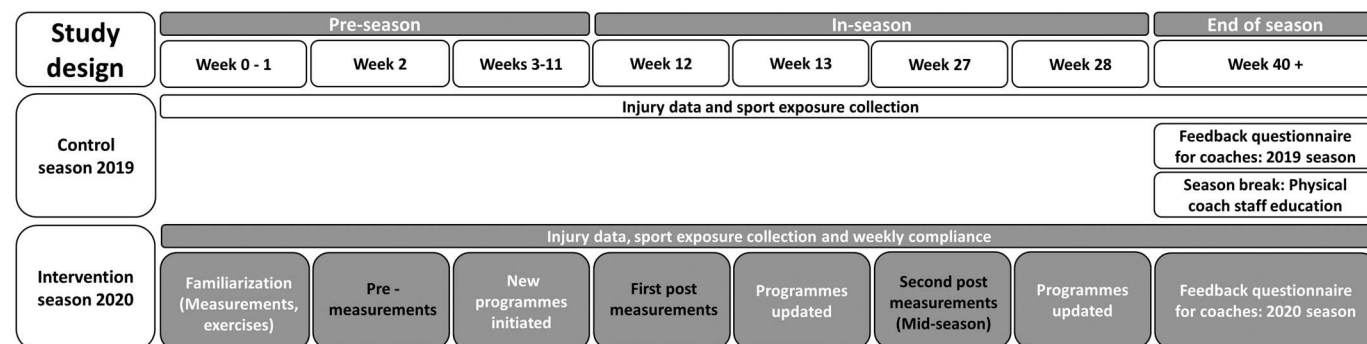 Study
design
Pre-season
In-season
End of season
Week 0 - 1
Week 2
Weeks 3-11
Week 12
Week 13
Week 27
Week 28
Week 40 +
Control
season 2019
Injury data and sport exposure collection
Feedback questionnaire
for coaches: 2019 season
Season break: Physical
coach staff education
Intervention
season 2020
Injury data, sport exposure collection and weekly compliance
Familiarization
(Measurements,
exercises)
Pre -
measurements
New
programmes
initiated
First post
measurements
Programmes
updated
Second post
measurements
(Mid-season)
Programmes
updated
Feedback questionnaire
for coaches: 2020 season